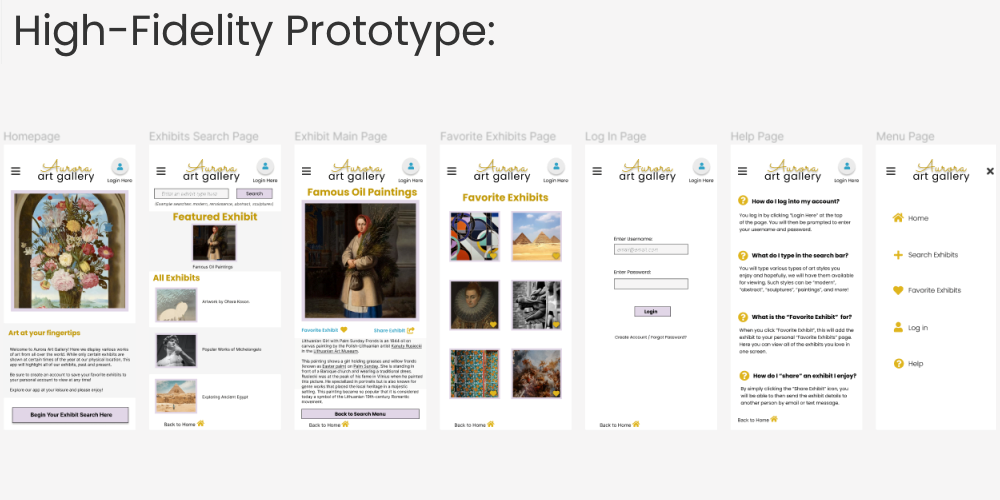 High-Fidelity Prototype:
Homepage
Aurora
art gallery
Login Here
Art at your fingertips
Welcome to Aurora Art Gallery! Here we display various works
of art from all over the world. While only certain exhibits are
shown at certain times of the year at our physical location, this
app will highlight all of our exhibits, past and present.
Be sure to create an account to save your favorite exhibits to
your personal account to view at any time!
Explore our app at your leisure and please enjoy!
Begin Your Exhibit Search Here
Exhibits Search Page
Aurora
art gallery
Login Here
Search
(Example searches: modern, renaissance, abstract, sculptures)
Featured Exhibit
Famous Oil Paintings
All Exhibits
Artwork by Ohara Koson
Popular Works of Michelangelo
Exploring Ancient Egypt
Back to Home
Exhibit Main Page
Aurora
art gallery
Login Here
Famous Oil Paintings
Favorite Exhibit
Share Exhibit
Lithuanian Girl with Palm Sunday Fronds is an 1844 oil on
canvas painting by the Polish-Lithuanian artist Kanuty Rusiecki
in the Lithuanian Art Museum.
This painting shows a girl holding grasses and willow fronds
(known as Easter palm) on Palm Sunday. She is standing in
front of a Baroque church and wearing a traditional dress.
Rusiecki was at the peak of his fame in Vilnius when he painted
this picture. He specialized in portraits but is also known for
genre works that placed the local heritage in a majestic
setting. This painting became so popular that it is considered
today a symbol of the Lithuanian 19th-century Romantic
movement.
Back to Search Menu
Back to Home
Favorite Exhibits Page
Aurora
art gallery
Login Here
Favorite Exhibits
Back to Home
Log In Page
Aurora
art gallery
Enter Username:
email@email.com
Enter Password:
Login
Create Account / Forgot Password?
Back to Home
Help Page
Aurora
art gallery
Login Here
How do I log into my account?
You log in by clicking "Login Here" at the top
of the page. You will then be prompted to enter
your username and password.
What do I type in the search bar?
You will type various types of art styles you
enjoy and hopefully, we will have them available
for viewing. Such styles can be "modern",
"abstract", "sculptures", "paintings", and more!
What is the "Favorite Exhibit" for?
When you click "Favorite Exhibit", this will add the
exhibit to your personal "Favorite Exhibits" page.
Here you can view all of the exhibits you love in
one screen.
How do I "share" an exhibit I enjoy?
By simply clicking the "Share Exhibit" icon, you
will be able to then send the exhibit details to
another person by email or text message.
Back to Home
Menu Page
Aurora
art gallery
Home
Search Exhibits
Favorite Exhibits
Log in
Help